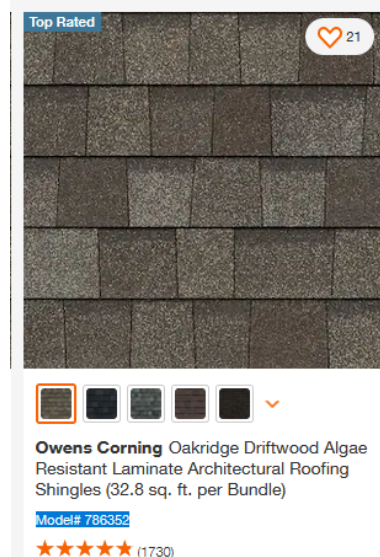 Top Rated
21
Owens Corning Oakridge Driftwood Algae
Resistant Laminate Architectural Roofing
Shingles (32.8 sq. ft. per Bundle)
Model# 786352
(1730)